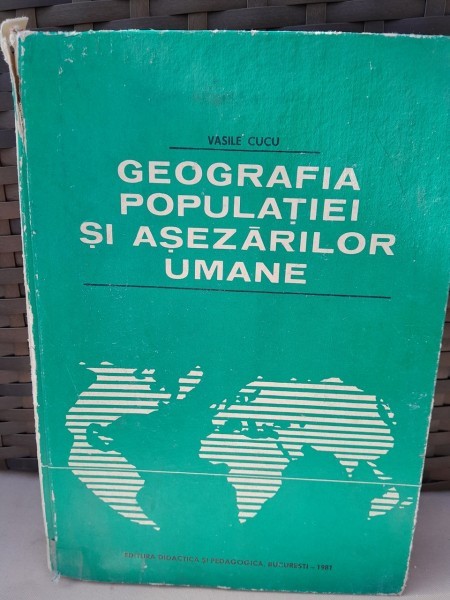 VASILE CUCU
GEOGRAFIA
POPULAȚIEI
ȘI AȘEZĂRILOR
UMANE
EDITURA DIDACTICĂ ȘI PEDAGOGICĂ, BUCUREȘTI - 1981